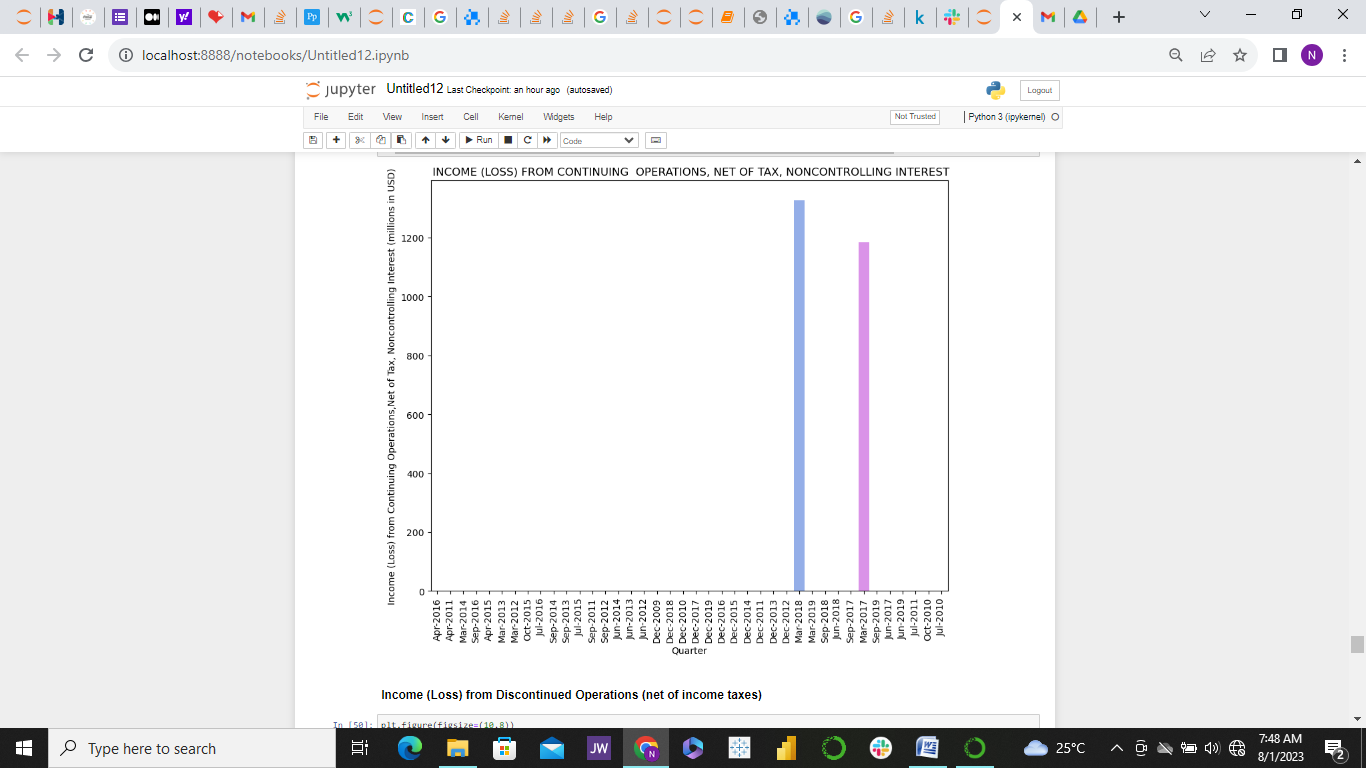 localhost:8888/notebooks/Untitled12.ipynb
N
jupyter Untitled12 Last Checkpoint: an hour ago (autosaved)
Logout
File Edit View Insert Cell Kernel Widgets Help
Not Trusted
Python 3 (ipykernel)
Run
Code
INCOME (LOSS) FROM CONTINUING  OPERATIONS, NET OF TAX, NONCONTROLLING INTEREST
Income (Loss) from Continuing Operations,Net of Tax, Noncontrolling Interest (millions in USD)
1200
1000
800
600
400
200
0
Apr-2016
Apr-2011
Mar-2014
Sep-2016
Apr-2015
Mar-2013
Mar-2012
Oct-2015
Jul-2016
Sep-2014
Sep-2013
Jul-2015
Sep-2011
Sep-2012
Jun-2014
Jun-2013
Jun-2012
Dec-2009
Dec-2018
Dec-2010
Dec-2017
Dec-2019
Dec-2016
Dec-2015
Dec-2014
Dec-2011
Dec-2013
Dec-2012
Mar-2018
Mar-2019
Sep-2018
Jun-2018
Sep-2017
Mar-2017
Sep-2019
Jun-2017
Jun-2019
Jul-2011
Oct-2010
Jul-2010
Quarter
Income (Loss) from Discontinued Operations (net of income taxes)
In [50]: plt.figure(figsize=(10,8))
Type here to search
JW
N
25°C
7:48 AM
8/1/2023
2